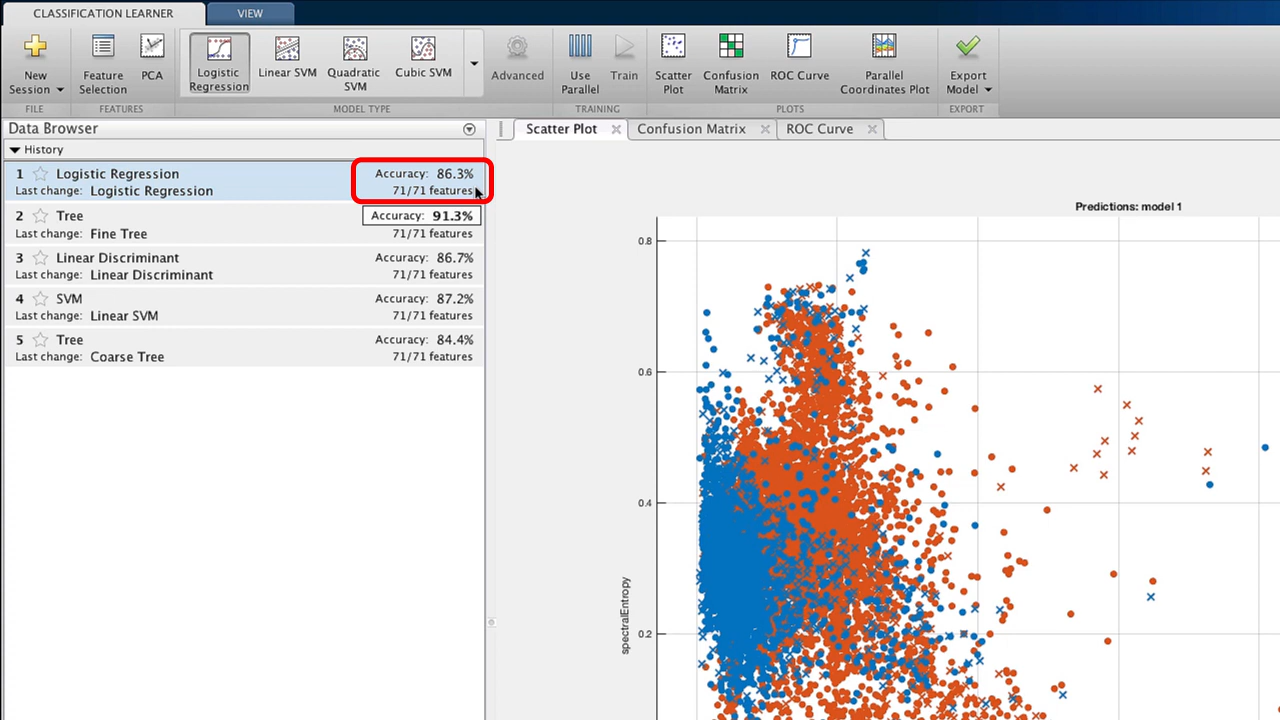 CLASSIFICATION LEARNER
VIEW
New Session
Feature Selection
PCA
Logistic Regression
Linear SVM
Quadratic SVM
Cubic SVM
Advanced
Use Parallel
Train
Scatter Plot
Confusion Matrix
ROC Curve
Parallel Coordinates Plot
Export Model
FILE
FEATURES
MODEL TYPE
TRAINING
PLOTS
EXPORT
Data Browser
History
1 Logistic Regression Accuracy: 86.3%
Last change: Logistic Regression 71/71 features
2 Tree Accuracy: 91.3%
Last change: Fine Tree 71/71 features
3 Linear Discriminant Accuracy: 86.7%
Last change: Linear Discriminant 71/71 features
4 SVM Accuracy: 87.2%
Last change: Linear SVM 71/71 features
5 Tree Accuracy: 84.4%
Last change: Coarse Tree 71/71 features
Scatter Plot
Confusion Matrix
ROC Curve
Predictions: model 1
0.8
0.6
0.4
0.2
spectralEntropy